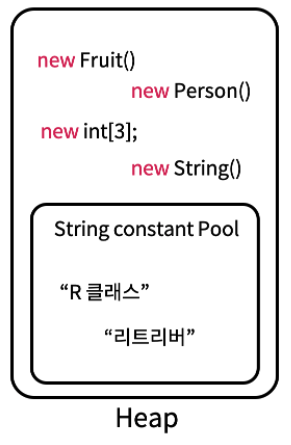 new Fruit()
new Person()
new int[3];
new String()
String constant Pool
“R 클래스”
“리트리버”
Heap